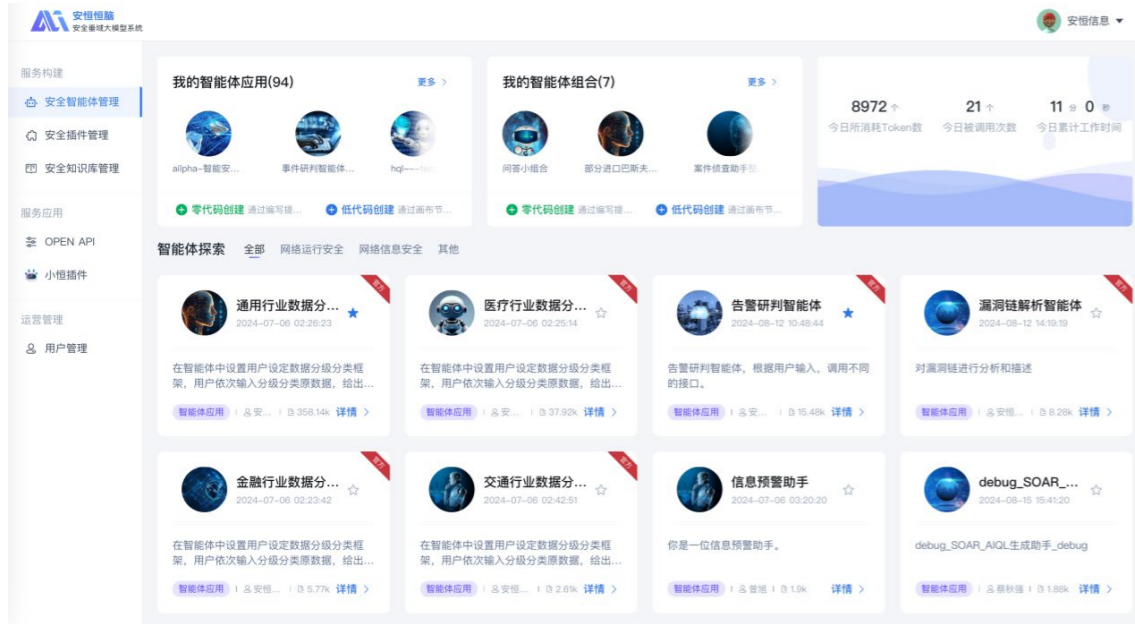 安恒恒脑
安全垂域大模型系统
安恒信息
服务构建
安全智能体管理
安全插件管理
安全知识库管理
服务应用
OPEN API
小恒插件
运营管理
用户管理
我的智能体应用(94)
更多 >
ailpha-智能安...
事件研判智能体...
零代码创建 通过编写提...
低代码创建 通过画布节...
我的智能体组合(7)
更多 >
问答小组合
部分进口巴斯夫...
案件侦查助手
零代码创建 通过编写提...
低代码创建 通过画布节...
8972 个
今日所消耗Token数
21 个
今日被调用次数
11 分 0 秒
今日累计工作时间
智能体探索 全部 网络运行安全 网络信息安全 其他
官方
通用行业数据分...
2024-07-06 02:26:23
在智能体中设置用户设定数据分级分类框
架，用户依次输入分级分类原数据，给出...
智能体应用 安... 358.14k 详情 >
官方
医疗行业数据分...
2024-07-06 02:25:14
在智能体中设置用户设定数据分级分类框
架，用户依次输入分级分类原数据，给出...
智能体应用 安... 37.92k 详情 >
官方
告警研判智能体
2024-08-12 10:48:44
告警研判智能体，根据用户输入，调用不同
的接口。
智能体应用 安... 15.48k 详情 >
官方
漏洞链解析智能体
2024-08-12 14:19:19
对漏洞链进行分析和描述
智能体应用 安恒... 8.28k 详情 >
官方
金融行业数据分...
2024-07-06 02:23:42
在智能体中设置用户设定数据分级分类框
架，用户依次输入分级分类原数据，给出...
智能体应用 安恒... 5.77k 详情 >
官方
交通行业数据分...
2024-07-06 02:42:51
在智能体中设置用户设定数据分级分类框
架，用户依次输入分级分类原数据，给出...
智能体应用 安恒... 2.61k 详情 >
信息预警助手
2024-07-06 03:20:20
你是一位信息预警助手。
智能体应用 曾旭 1.9k 详情 >
debug_SOAR_...
2024-08-15 15:41:20
debug_SOAR_AIQL生成助手_debug
智能体应用 蔡秋强 1.88k 详情 >